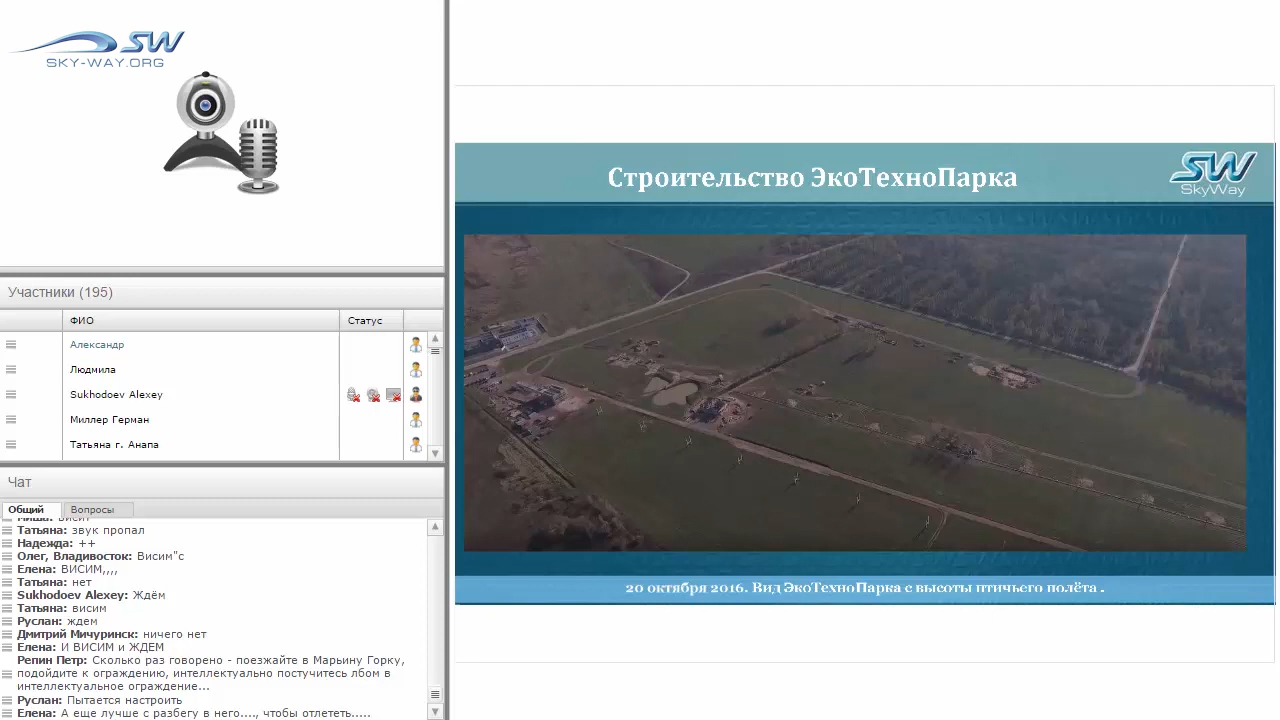 SW
SKY-WAY.ORG
Участники (195)
ФИО Статус
Александр
Людмила
Sukhodoev Alexey
Миллер Герман
Татьяна г. Анапа
Чат
Общий Вопросы
Миша: висит
Татьяна: звук пропал
Надежда: ++
Олег, Владивосток: Висим"с
Елена: ВИСИМ,,,,
Татьяна: нет
Sukhodoev Alexey: Ждём
Татьяна: висим
Руслан: ждем
Дмитрий Мичуринск: ничего нет
Елена: И ВИСИМ и ЖДЕМ
Репин Петр: Сколько раз говорено - поезжайте в Марьину Горку,
подойдите к ограждению, интеллектуально постучитесь лбом в
интеллектуальное ограждение...
Руслан: Пытается настроить
Елена: А еще лучше с разбегу в него...., чтобы отлететь.....
Строительство ЭкоТехноПарка
SW
SkyWay
20 октября 2016. Вид ЭкоТехноПарка с высоты птичьего полёта .